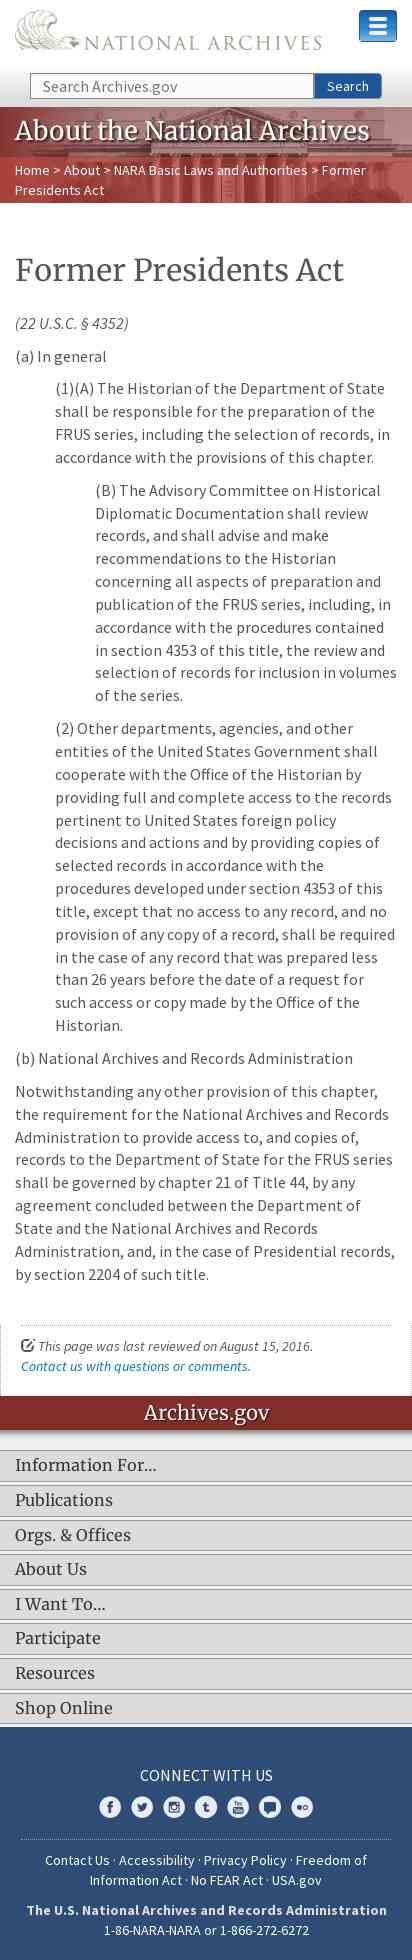 NATIONAL ARCHIVES
Search Archives.gov
Search
About the National Archives
Home > About > NARA Basic Laws and Authorities > Former
Presidents Act
Former Presidents Act
(22 U.S.C. § 4352)
(a) In general
(1)(A) The Historian of the Department of State
shall be responsible for the preparation of the
FRUS series, including the selection of records, in
accordance with the provisions of this chapter.
(B) The Advisory Committee on Historical
Diplomatic Documentation shall review
records, and shall advise and make
recommendations to the Historian
concerning all aspects of preparation and
publication of the FRUS series, including, in
accordance with the procedures contained
in section 4353 of this title, the review and
selection of records for inclusion in volumes
of the series.
(2) Other departments, agencies, and other
entities of the United States Government shall
cooperate with the Office of the Historian by
providing full and complete access to the records
pertinent to United States foreign policy
decisions and actions and by providing copies of
selected records in accordance with the
procedures developed under section 4353 of this
title, except that no access to any record, and no
provision of any copy of a record, shall be required
in the case of any record that was prepared less
than 26 years before the date of a request for
such access or copy made by the Office of the
Historian.
(b) National Archives and Records Administration
Notwithstanding any other provision of this chapter,
the requirement for the National Archives and Records
Administration to provide access to, and copies of,
records to the Department of State for the FRUS series
shall be governed by chapter 21 of Title 44, by any
agreement concluded between the Department of
State and the National Archives and Records
Administration, and, in the case of Presidential records,
by section 2204 of such title.
This page was last reviewed on August 15, 2016.
Contact us with questions or comments.
Archives.gov
Information For…
Publications
Orgs. & Offices
About Us
I Want To…
Participate
Resources
Shop Online
CONNECT WITH US
Contact Us · Accessibility · Privacy Policy · Freedom of
Information Act · No FEAR Act · USA.gov
The U.S. National Archives and Records Administration
1-86-NARA-NARA or 1-866-272-6272